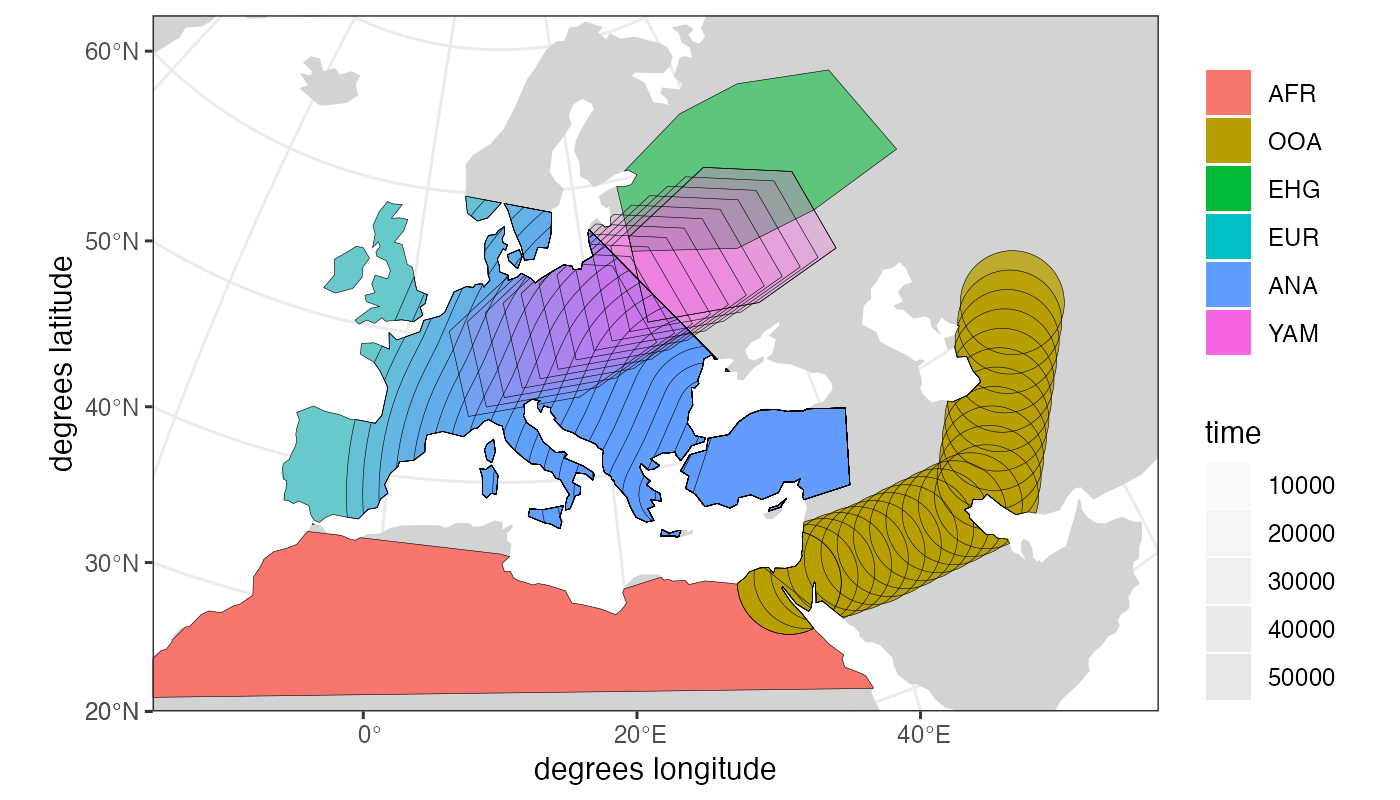 60°N
50°N
40°N
30°N
20°N
degrees latitude
0°
20°E
40°E
degrees longitude
AFR
OOA
EHG
EUR
ANA
YAM
time
10000
20000
30000
40000
50000